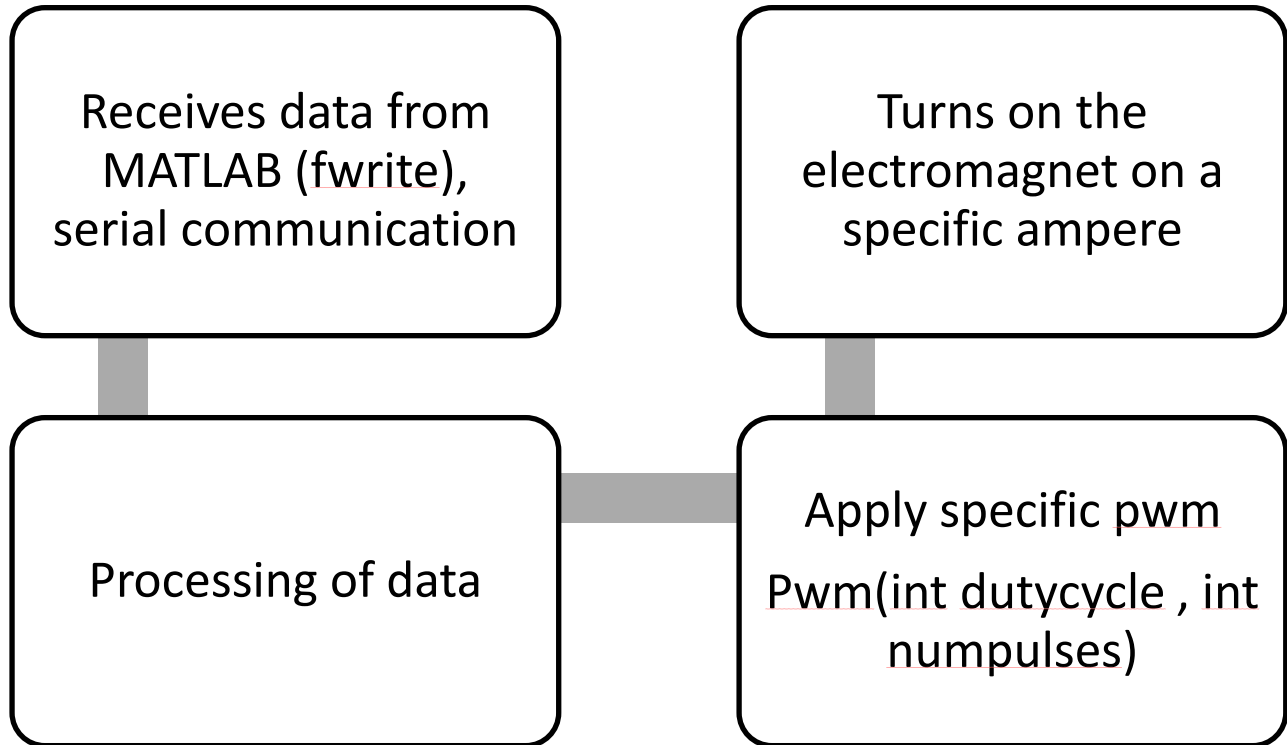 Receives data from
MATLAB (fwrite),
serial communication
Processing of data
Apply specific pwm
Pwm(int dutycycle , int
numpulses)
Turns on the
electromagnet on a
specific ampere